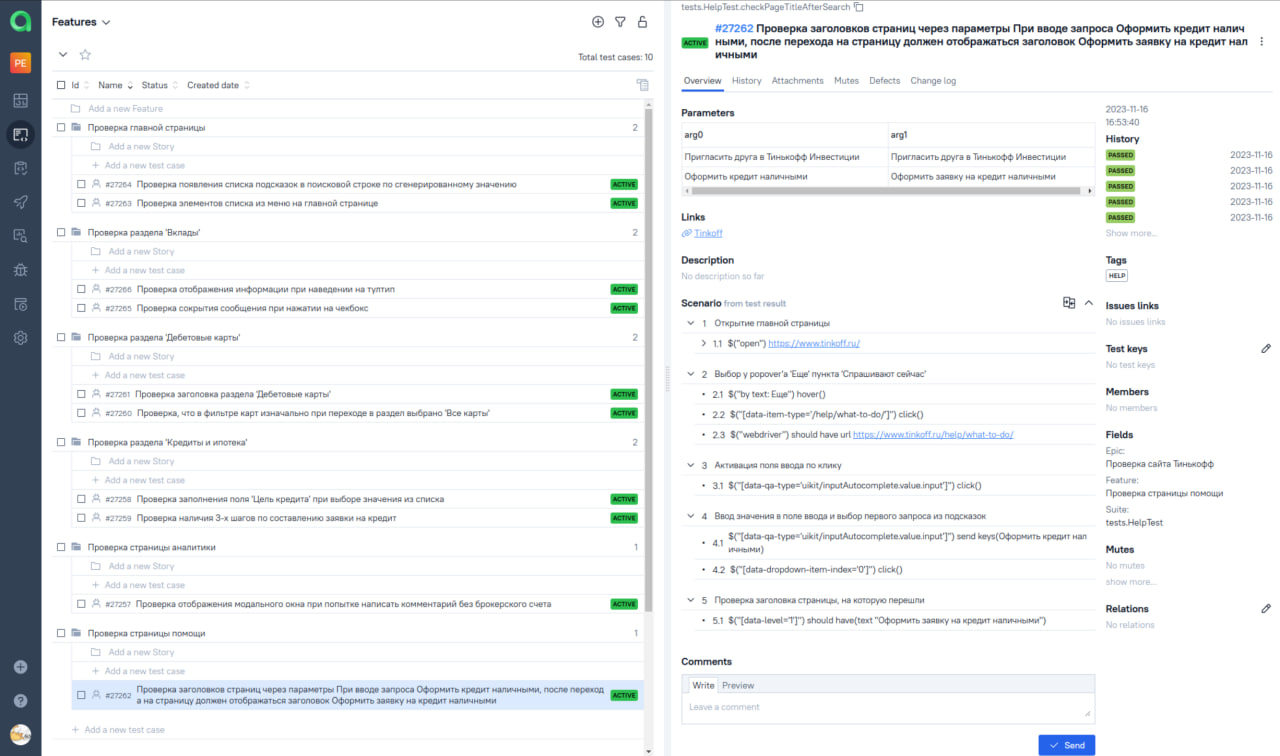 Features
Total test cases: 10
Id Name Status Created date
Add a new Feature
Проверка главной страницы 2
Add a new Story
Add a new test case
#27264 Проверка появления списка подсказок в поисковой строке по сгенерированному значению ACTIVE
#27263 Проверка элементов списка из меню на главной странице ACTIVE
Проверка раздела 'Вклады' 2
Add a new Story
Add a new test case
#27266 Проверка отображения информации при наведении на тултип ACTIVE
#27265 Проверка сокрытия сообщения при нажатии на чекбокс ACTIVE
Проверка раздела 'Дебетовые карты' 2
Add a new Story
Add a new test case
#27261 Проверка заголовка раздела 'Дебетовые карты' ACTIVE
#27260 Проверка, что в фильтре карт изначально при переходе в раздел выбрано 'Все карты' ACTIVE
Проверка раздела 'Кредиты и ипотека' 2
Add a new Story
Add a new test case
#27258 Проверка заполнения поля 'Цель кредита' при выборе значения из списка ACTIVE
#27259 Проверка наличия 3-х шагов по составлению заявки на кредит ACTIVE
Проверка страницы аналитики 1
Add a new Story
Add a new test case
#27257 Проверка отображения модального окна при попытке написать комментарий без брокерского счета ACTIVE
Проверка страницы помощи 1
Add a new Story
Add a new test case
#27262 Проверка заголовков страниц через параметры При вводе запроса Оформить кредит наличными, после переход
а на страницу должен отображаться заголовок Оформить заявку на кредит наличными ACTIVE
Add a new test case
PE
tests.HelpTest.checkPageTitleAfterSearch
ACTIVE #27262 Проверка заголовков страниц через параметры При вводе запроса Оформить кредит налич
ными, после перехода на страницу должен отображаться заголовок Оформить заявку на кредит нал
ичными
Overview History Attachments Mutes Defects Change log
Parameters
arg0 arg1
Пригласить друга в Тинькофф Инвестиции Пригласить друга в Тинькофф Инвестиции
Оформить кредит наличными Оформить заявку на кредит наличными
Links
Tinkoff
Description
No description so far
Scenario from test result
1 Открытие главной страницы
1.1 $("open") https://www.tinkoff.ru/
2 Выбор у popover'а 'Еще' пункта 'Спрашивают сейчас'
2.1 $("by text: Еще") hover()
2.2 $("[data-item-type='/help/what-to-do/']") click()
2.3 $("webdriver") should have url https://www.tinkoff.ru/help/what-to-do/
3 Активация поля ввода по клику
3.1 $("[data-qa-type='uikit/inputAutocomplete.value.input']") click()
4 Ввод значения в поле ввода и выбор первого запроса из подсказок
4.1 $("[data-qa-type='uikit/inputAutocomplete.value.input']") send keys(Оформить кредит нал
ичными)
4.2 $("[data-dropdown-item-index='0']") click()
5 Проверка заголовка страницы, на которую перешли
5.1 $("[data-level='1']") should have(text "Оформить заявку на кредит наличными")
Comments
Write Preview
Leave a comment
Send
2023-11-16
16:53:40
History
PASSED 2023-11-16
PASSED 2023-11-16
PASSED 2023-11-16
PASSED 2023-11-16
PASSED 2023-11-16
Show more...
Tags
HELP
Issues links
No issues links
Test keys
No test keys
Members
No members
Fields
Epic:
Проверка сайта Тинькофф
Feature:
Проверка страницы помощи
Suite:
tests.HelpTest
Mutes
No mutes
show more...
Relations
No relations